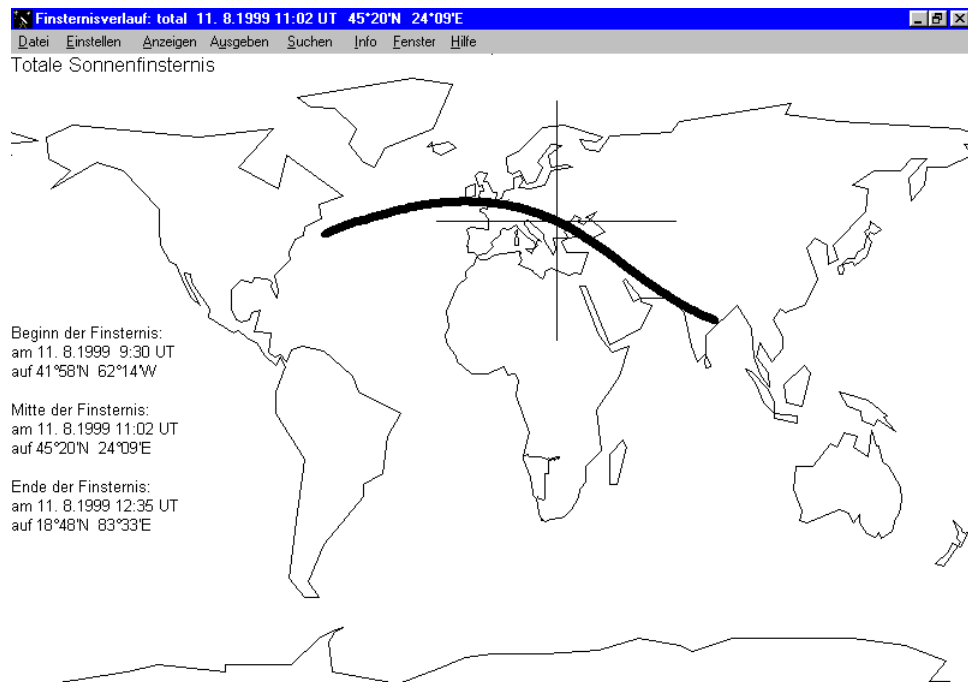 Finsternisverlauf: total 11. 8.1999 11:02 UT 45°20'N 24°09'E
Datei Einstellen Anzeigen Ausgeben Suchen Info Fenster Hilfe
Totale Sonnenfinsternis
Beginn der Finsternis:
am 11. 8.1999 9:30 UT
auf 41°58'N 62°14'W
Mitte der Finsternis:
am 11. 8.1999 11:02 UT
auf 45°20'N 24°09'E
Ende der Finsternis:
am 11. 8.1999 12:35 UT
auf 18°48'N 83°33'E